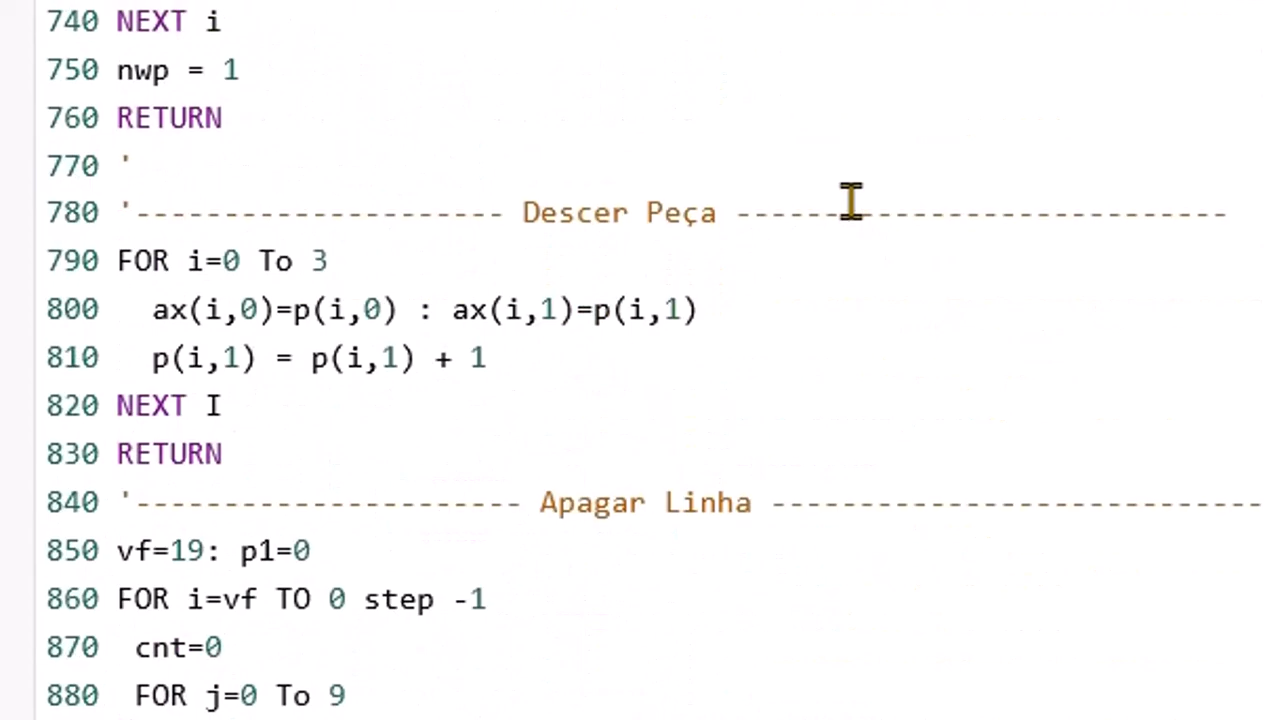 740 NEXT i
750 nwp = 1
760 RETURN
770 '
780 '--------------------- Descer Peça ----------------------------
790 FOR i=0 To 3
800   ax(i,0)=p(i,0) : ax(i,1)=p(i,1)
810   p(i,1) = p(i,1) + 1
820 NEXT I
830 RETURN
840 '---------------------- Apagar Linha ----------------------------
850 vf=19: p1=0
860 FOR i=vf TO 0 step -1
870  cnt=0
880  FOR j=0 To 9